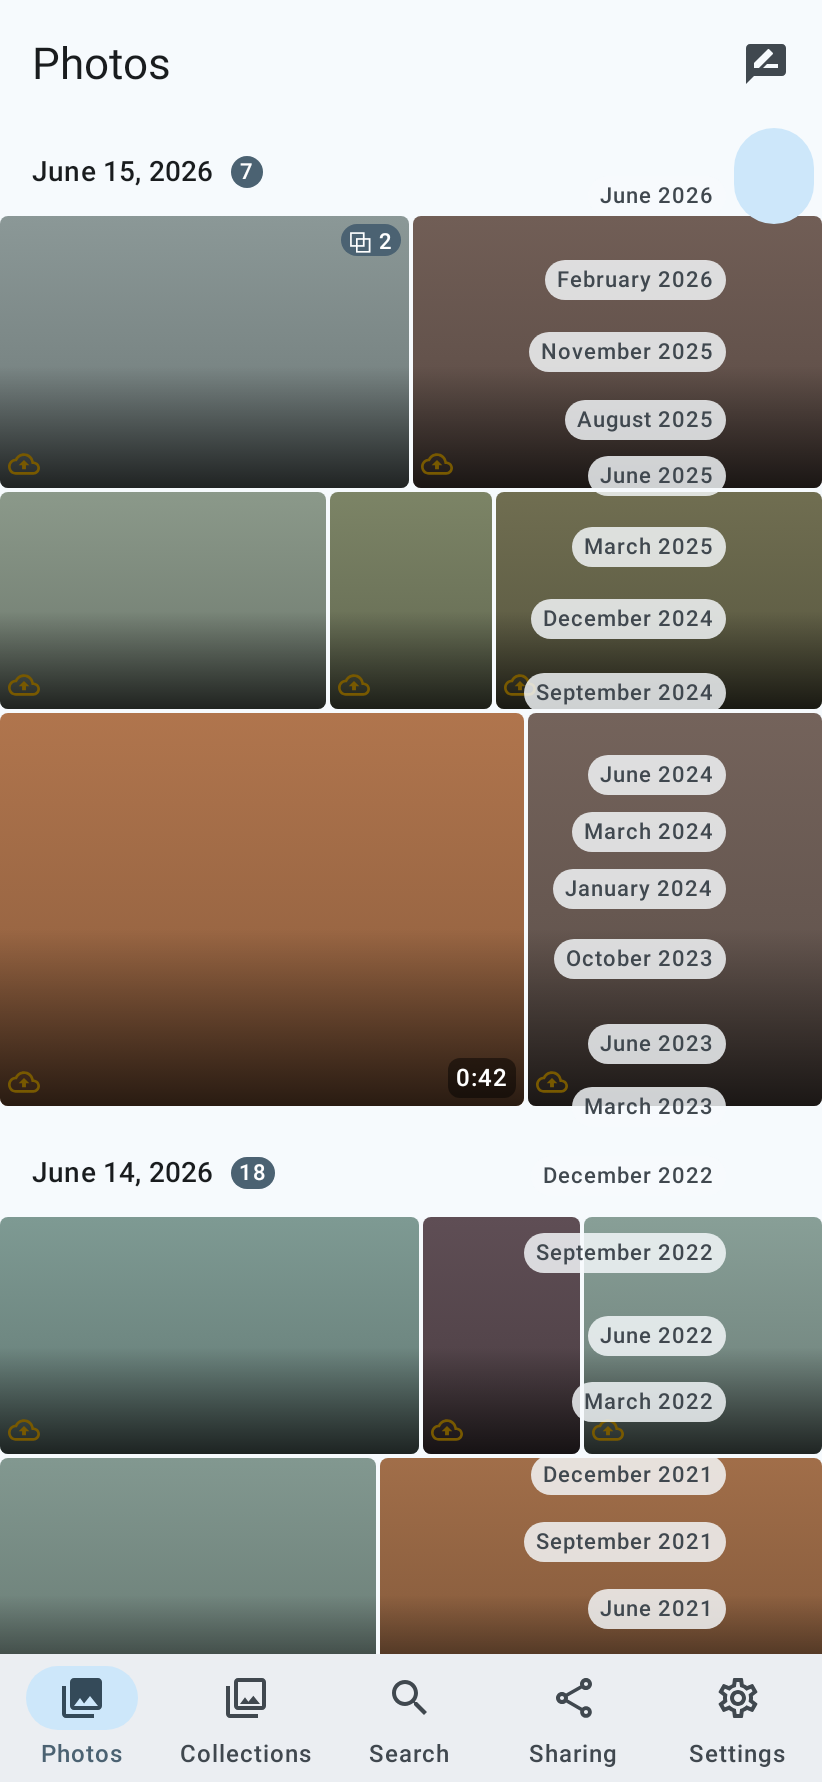 Photos
June 15, 2026 7
June 2026
2
February 2026
November 2025
August 2025
June 2025
March 2025
December 2024
September 2024
June 2024
March 2024
January 2024
October 2023
June 2023
0:42
March 2023
June 14, 2026 18
December 2022
September 2022
June 2022
March 2022
December 2021
September 2021
June 2021
Photos
Collections
Search
Sharing
Settings